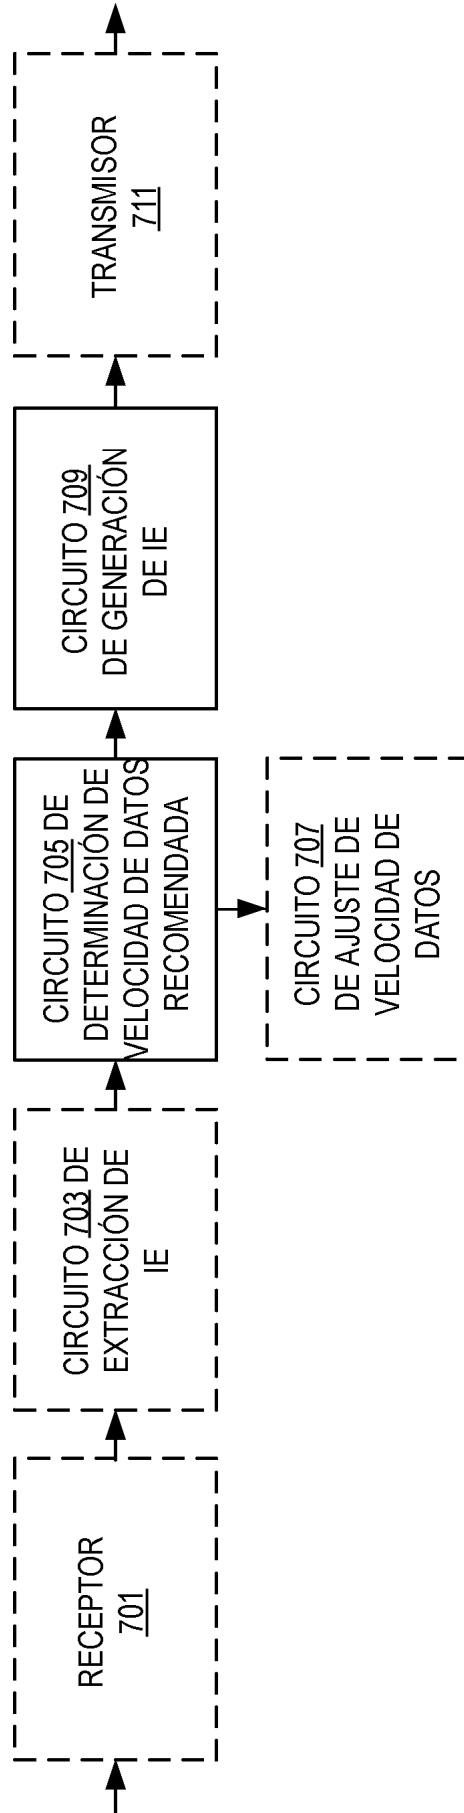 RECEPTOR
701
CIRCUITO 703 DE
EXTRACCIÓN DE
IE
CIRCUITO 705 DE
DETERMINACIÓN DE
VELOCIDAD DE DATOS
RECOMENDADA
CIRCUITO 707
DE AJUSTE DE
VELOCIDAD DE
DATOS
CIRCUITO 709
DE GENERACIÓN
DE IE
TRANSMISOR
711